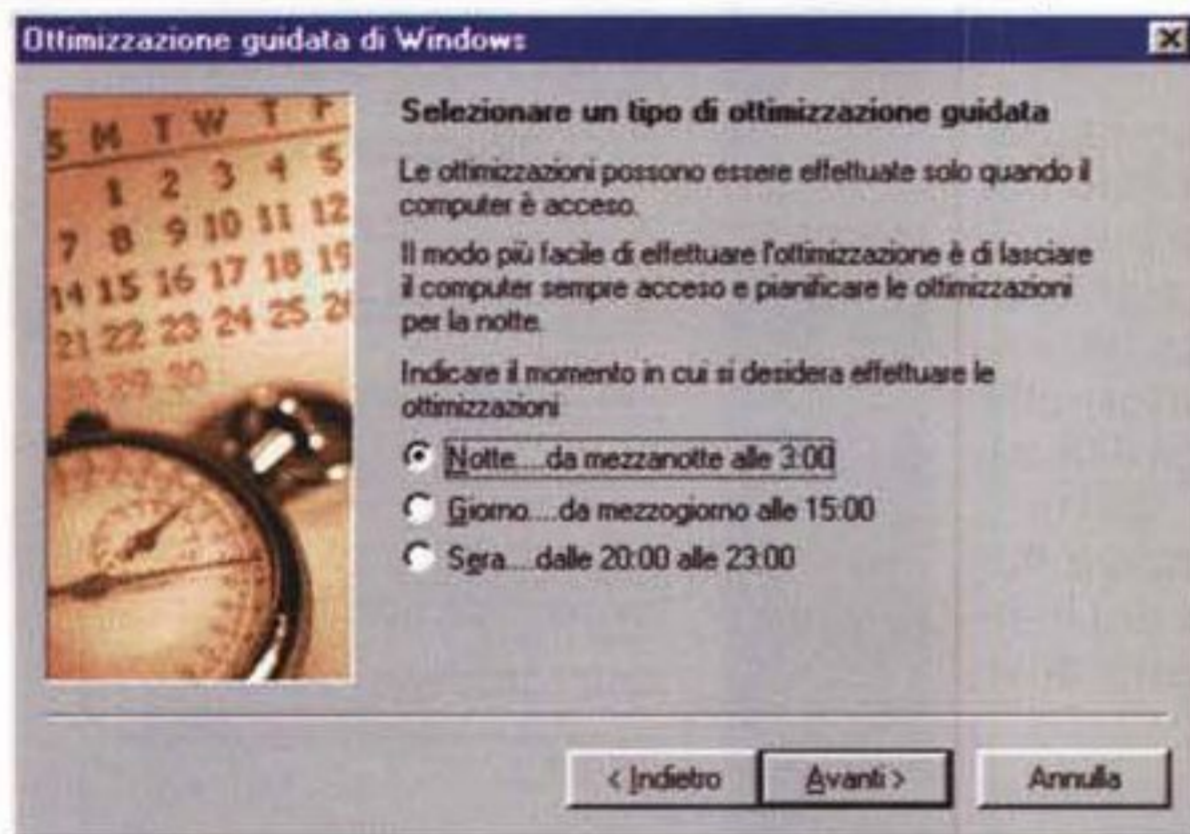 Ottimizzazione guidata di Windows
S M T W T F
1 2 3 4 5
7 8 9 10 11 12
14 15 16 17 18 19
21 22 23 24 25 26
28 29 30
Selezionare un tipo di ottimizzazione guidata
Le ottimizzazioni possono essere effettuate solo quando il
computer è acceso.
Il modo più facile di effettuare l'ottimizzazione è di lasciare
il computer sempre acceso e pianificare le ottimizzazioni
per la notte.
Indicare il momento in cui si desidera effettuare le
ottimizzazioni
Notte....da mezzanotte alle 3:00
Giorno....da mezzogiorno alle 15:00
Sera....dalle 20:00 alle 23:00
< Indietro
Avanti >
Annulla